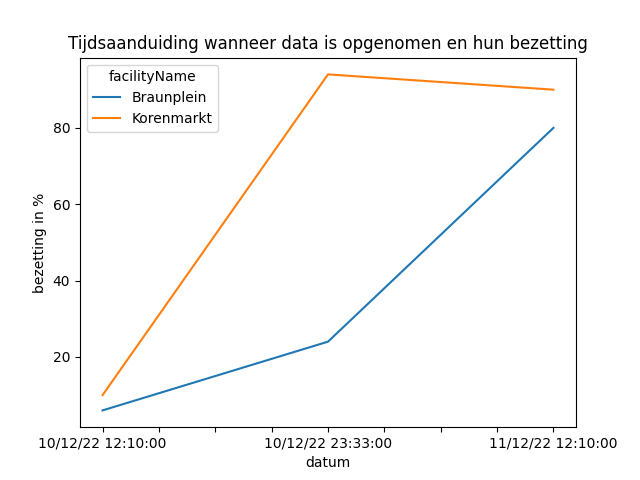 Tijdsaanduiding wanneer data is opgenomen en hun bezetting
facilityName
Braunplein
Korenmarkt
80
60
40
20
bezetting in %
10/12/22 12:10:00
10/12/22 23:33:00
11/12/22 12:10:00
datum